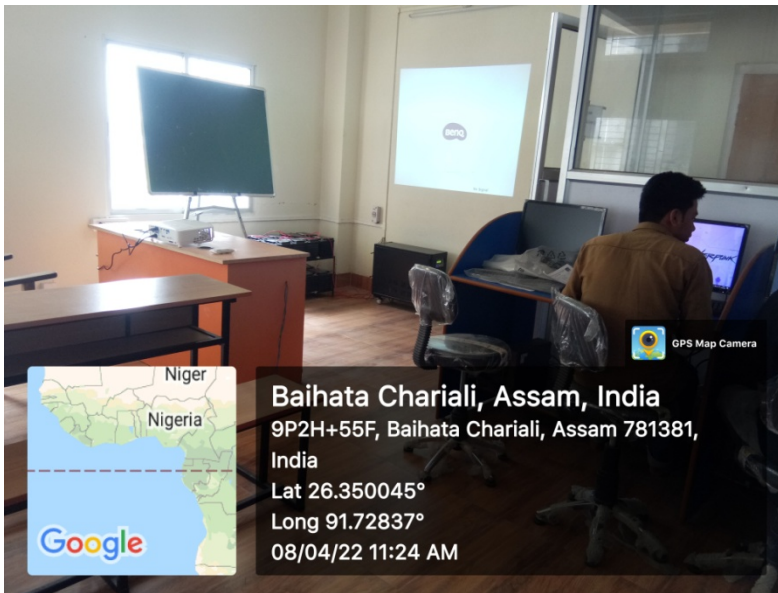 BenQ
GPS Map Camera
Niger
Nigeria
Google
Baihata Chariali, Assam, India
9P2H+55F, Baihata Chariali, Assam 781381,
India
Lat 26.350045°
Long 91.72837°
08/04/22 11:24 AM